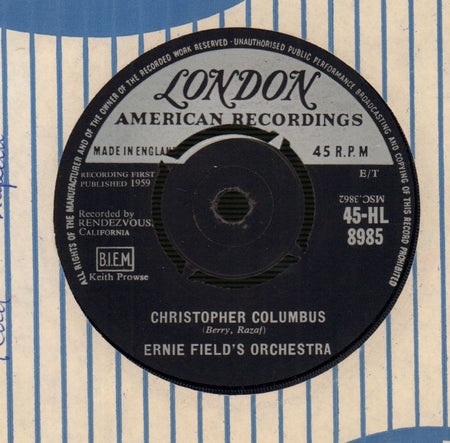 ALL RIGHTS OF THE MANUFACTURER AND OF THE OWNER OF THE RECORDED WORK RESERVED - UNAUTHORISED PUBLIC PERFORMANCE BROADCASTING AND COPYING OF THIS RECORD PROHIBITED
LONDON
AMERICAN RECORDINGS
MADE IN ENGLAND
45 R.P.M
RECORDING FIRST
PUBLISHED 1959
E/T
MSC.3862
Recorded by
RENDEZVOUS,
CALIFORNIA
45-HL
8985
B.I.E.M.
Keith Prowse
CHRISTOPHER COLUMBUS
(Berry, Razaf)
ERNIE FIELD'S ORCHESTRA